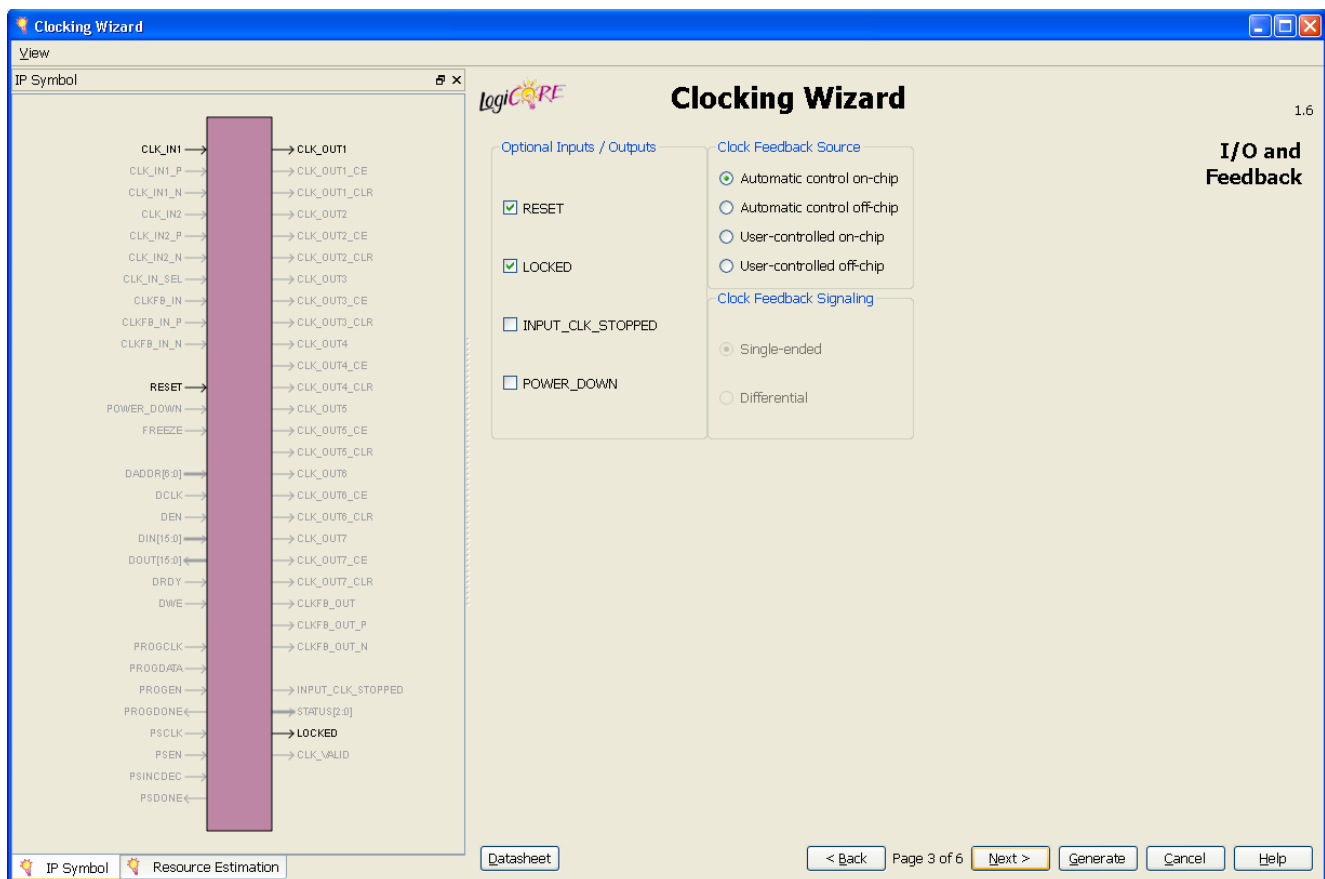 Clocking Wizard
View
IP Symbol
CLK_IN1
CLK_IN1_P
CLK_IN1_N
CLK_IN2
CLK_IN2_P
CLK_IN2_N
CLK_IN_SEL
CLKFB_IN
CLKFB_IN_P
CLKFB_IN_N
RESET
POWER_DOWN
FREEZE
DADDR[6:0]
DCLK
DEN
DIN[15:0]
DOUT[15:0]
DRDY
DWE
PROGCLK
PROGDATA
PROGEN
PROGDONE
PSCLK
PSEN
PSINCDEC
PSDONE
CLK_OUT1
CLK_OUT1_CE
CLK_OUT1_CLR
CLK_OUT2
CLK_OUT2_CE
CLK_OUT2_CLR
CLK_OUT3
CLK_OUT3_CE
CLK_OUT3_CLR
CLK_OUT4
CLK_OUT4_CE
CLK_OUT4_CLR
CLK_OUT5
CLK_OUT5_CE
CLK_OUT5_CLR
CLK_OUT6
CLK_OUT6_CE
CLK_OUT6_CLR
CLK_OUT7
CLK_OUT7_CE
CLK_OUT7_CLR
CLKFB_OUT
CLKFB_OUT_P
CLKFB_OUT_N
INPUT_CLK_STOPPED
STATUS[2:0]
LOCKED
CLK_VALID
IP Symbol
Resource Estimation
LogiCORE
Clocking Wizard
1.6
I/O and
Feedback
Optional Inputs / Outputs
RESET
LOCKED
INPUT_CLK_STOPPED
POWER_DOWN
Clock Feedback Source
Automatic control on-chip
Automatic control off-chip
User-controlled on-chip
User-controlled off-chip
Clock Feedback Signaling
Single-ended
Differential
Datasheet
< Back
Page 3 of 6
Next >
Generate
Cancel
Help